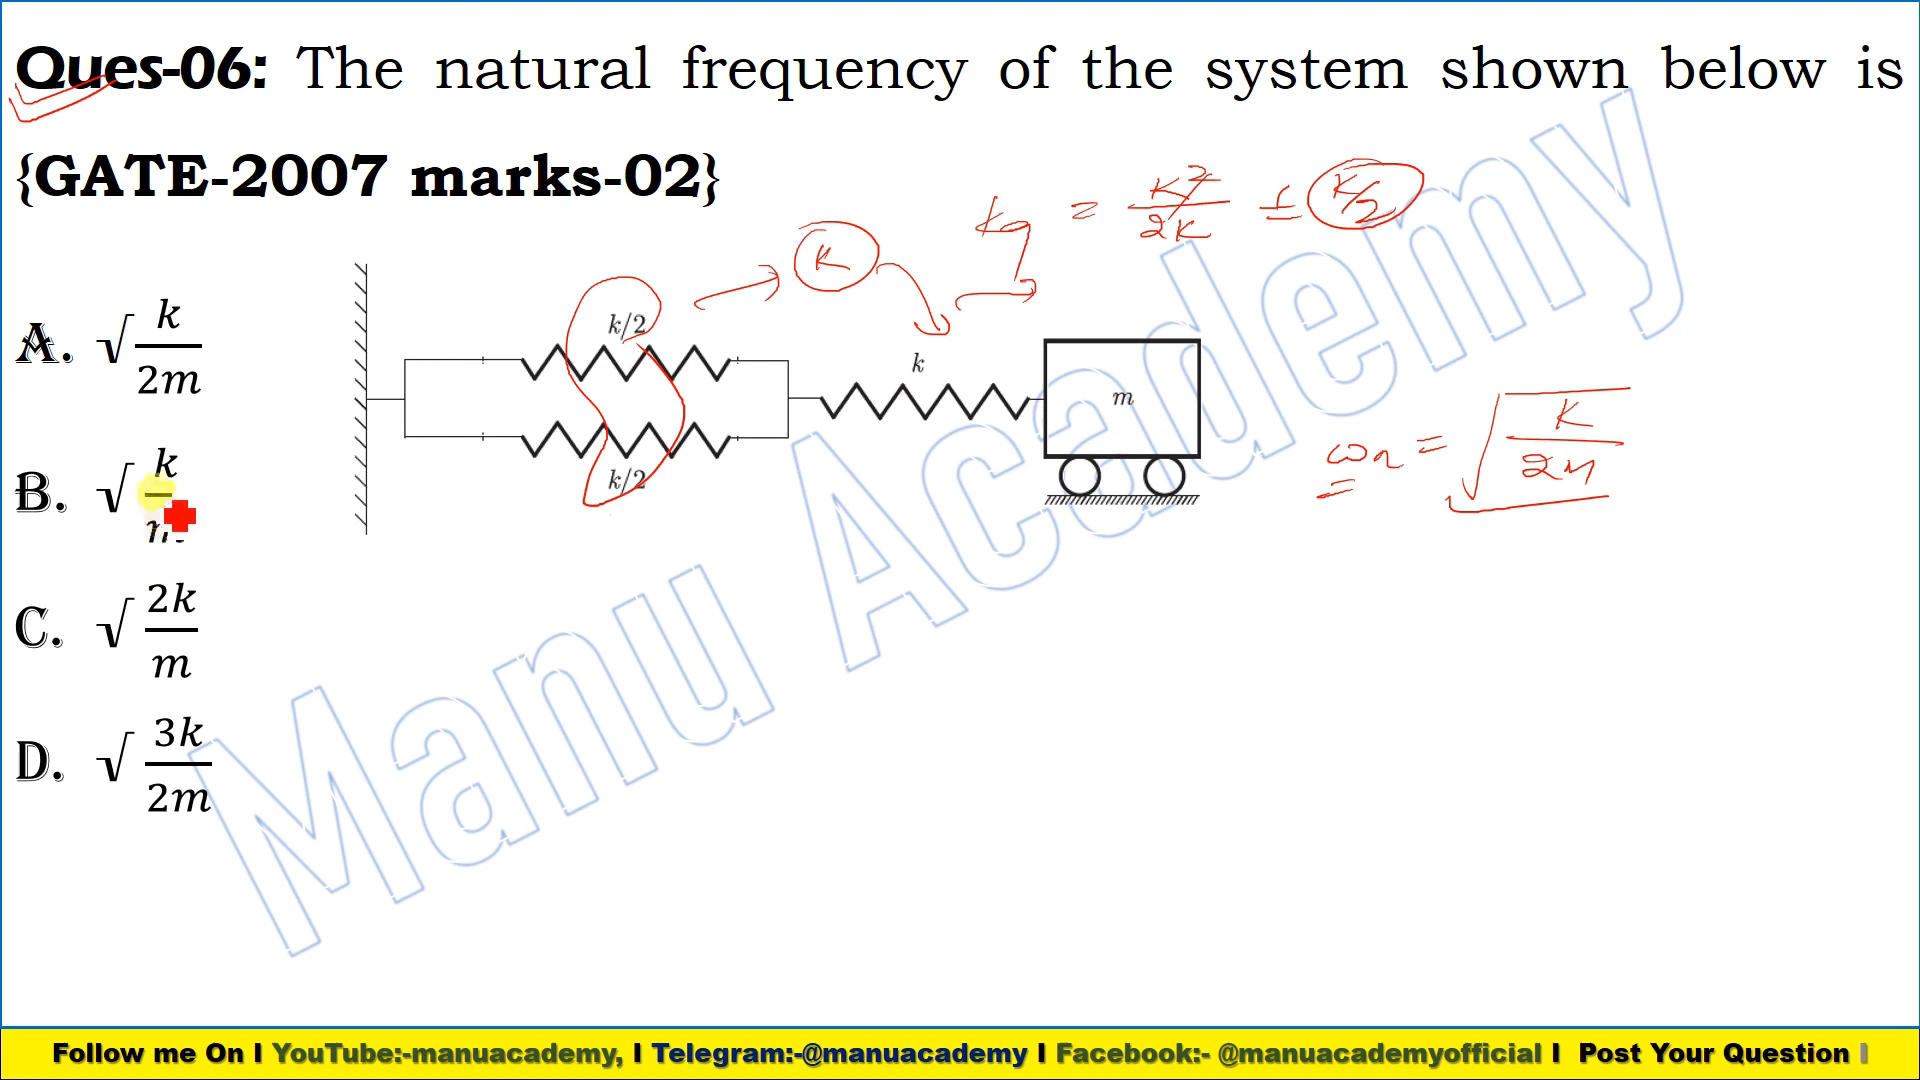 Ques-06: The natural frequency of the system shown below is
{GATE-2007 marks-02}
A. √ k/2m
B. √ k/m
C. √ 2k/m
D. √ 3k/2m
k/2
k/2
k
m
K
Kq = K²/2K = K/2
ωn = √ K/2m
Manu Academy
Follow me On I YouTube:-manuacademy, I Telegram:-@manuacademy I Facebook:- @manuacademyofficial I Post Your Question I